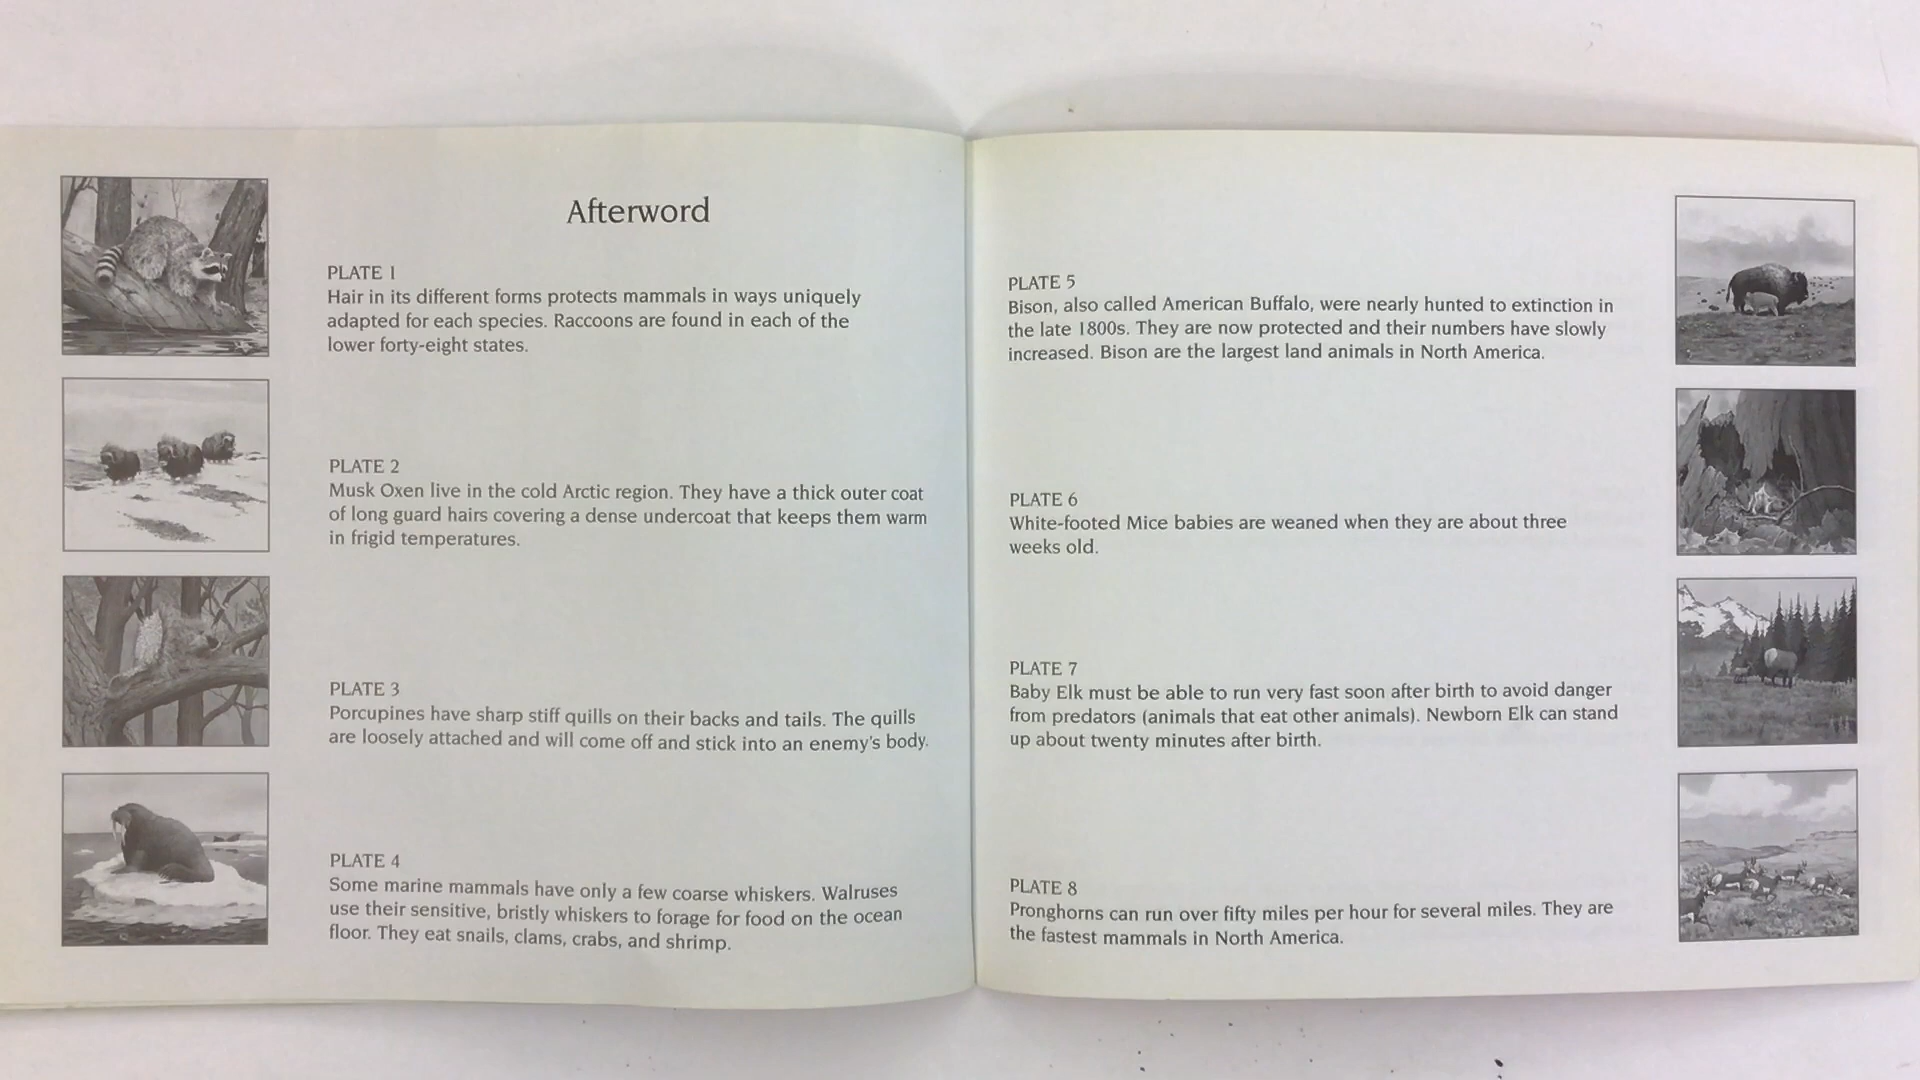 Afterword
PLATE 1
Hair in its different forms protects mammals in ways uniquely
adapted for each species. Raccoons are found in each of the
lower forty-eight states.
PLATE 2
Musk Oxen live in the cold Arctic region. They have a thick outer coat
of long guard hairs covering a dense undercoat that keeps them warm
in frigid temperatures.
PLATE 3
Porcupines have sharp stiff quills on their backs and tails. The quills
are loosely attached and will come off and stick into an enemy's body.
PLATE 4
Some marine mammals have only a few coarse whiskers. Walruses
use their sensitive, bristly whiskers to forage for food on the ocean
floor. They eat snails, clams, crabs, and shrimp.
PLATE 5
Bison, also called American Buffalo, were nearly hunted to extinction in
the late 1800s. They are now protected and their numbers have slowly
increased. Bison are the largest land animals in North America.
PLATE 6
White-footed Mice babies are weaned when they are about three
weeks old.
PLATE 7
Baby Elk must be able to run very fast soon after birth to avoid danger
from predators (animals that eat other animals). Newborn Elk can stand
up about twenty minutes after birth.
PLATE 8
Pronghorns can run over fifty miles per hour for several miles. They are
the fastest mammals in North America.